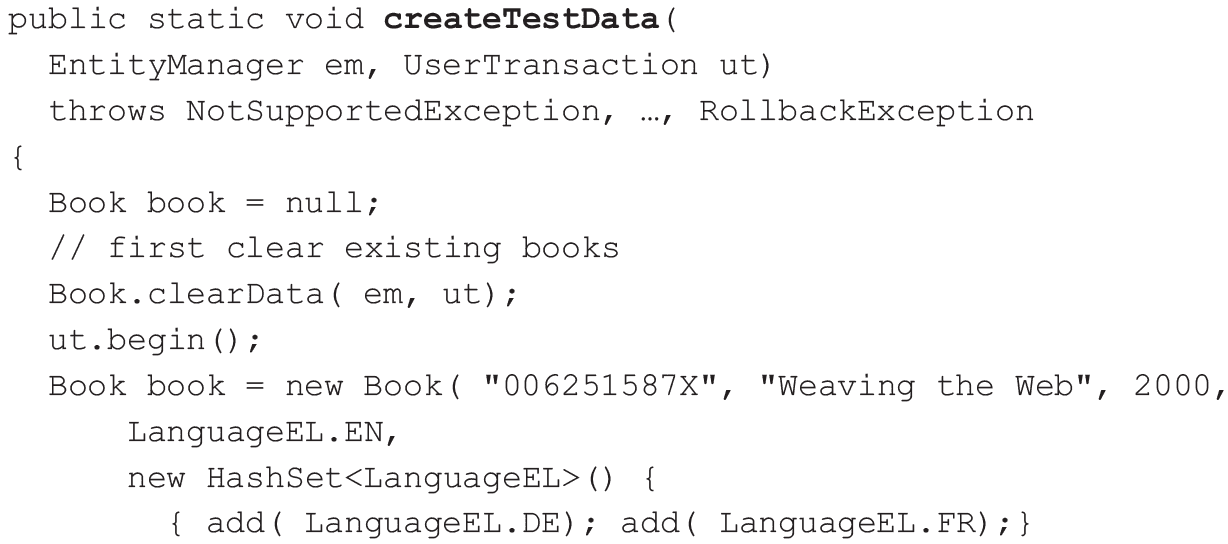 public static void createTestData(
  EntityManager em, UserTransaction ut)
  throws NotSupportedException, …, RollbackException
{
  Book book = null;
  // first clear existing books
  Book.clearData( em, ut);
  ut.begin();
  Book book = new Book( "006251587X", "Weaving the Web", 2000,
      LanguageEL.EN,
      new HashSet<LanguageEL>() {
        { add( LanguageEL.DE); add( LanguageEL.FR);}